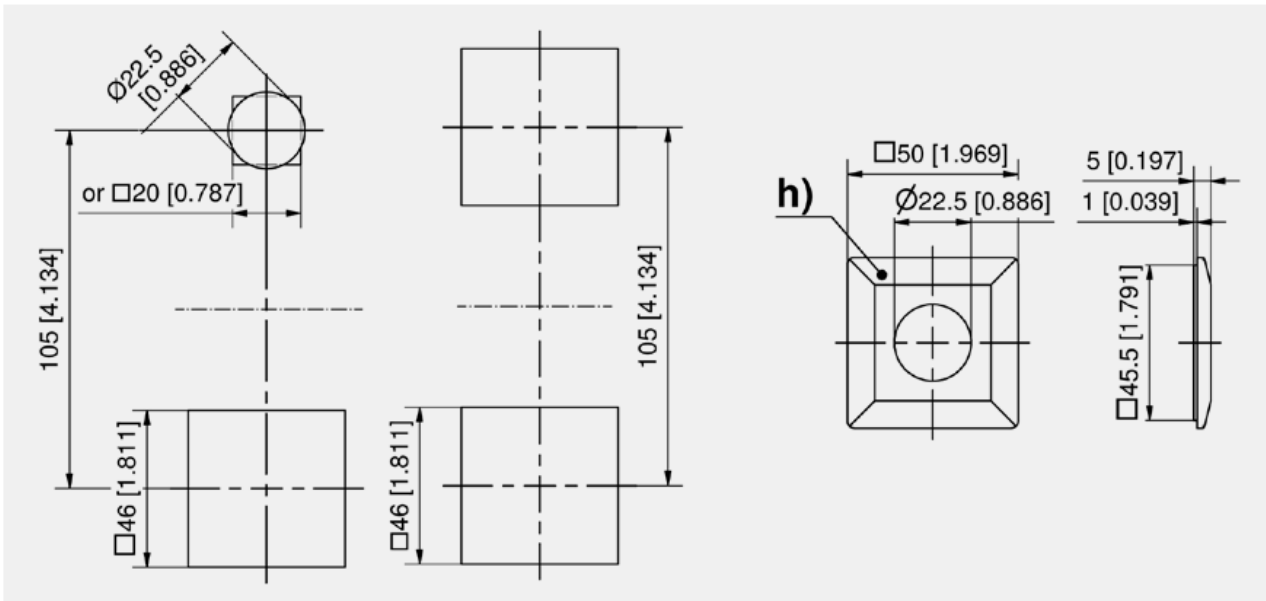 Ø22.5
[0.886]
or □20 [0.787]
105 [4.134]
□46 [1.811]
□46 [1.811]
105 [4.134]
h)
□50 [1.969]
Ø22.5 [0.886]
5 [0.197]
1 [0.039]
□45.5 [1.791]